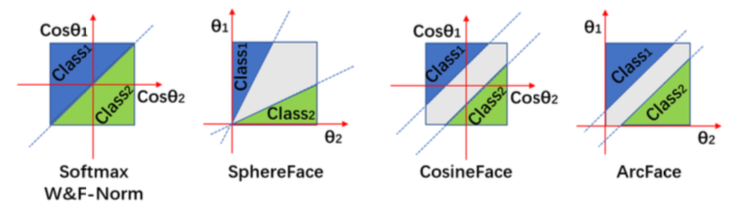 Cosθ1
Class1
Class2
Cosθ2
Softmax
W&F-Norm
θ1
Class1
Class2
θ2
SphereFace
Cosθ1
Class1
Class2
Cosθ2
CosineFace
θ1
Class1
Class2
θ2
ArcFace